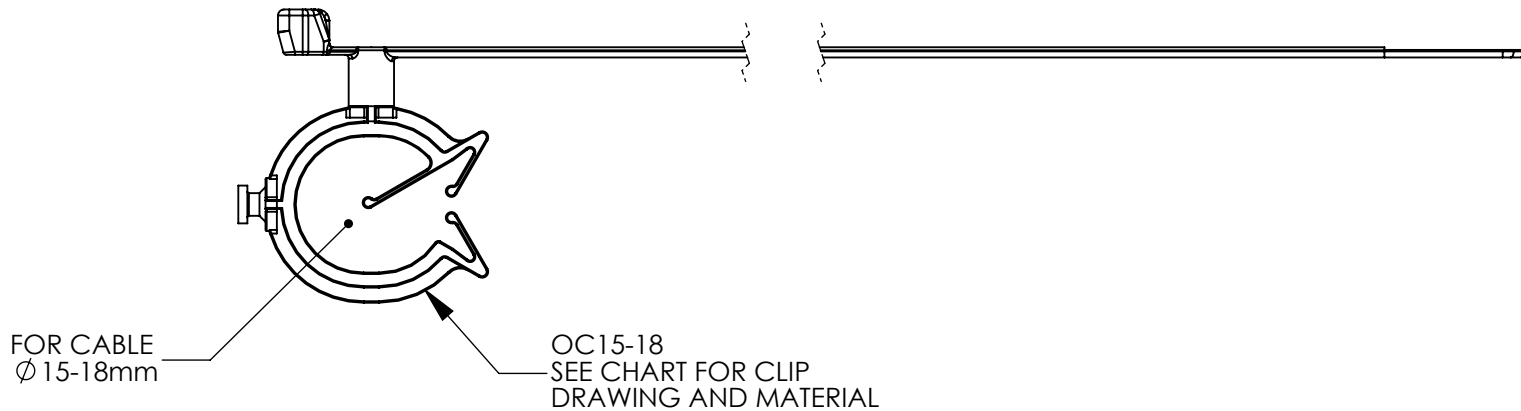 FOR CABLE
∅ 15-18mm
OC15-18
SEE CHART FOR CLIP
DRAWING AND MATERIAL